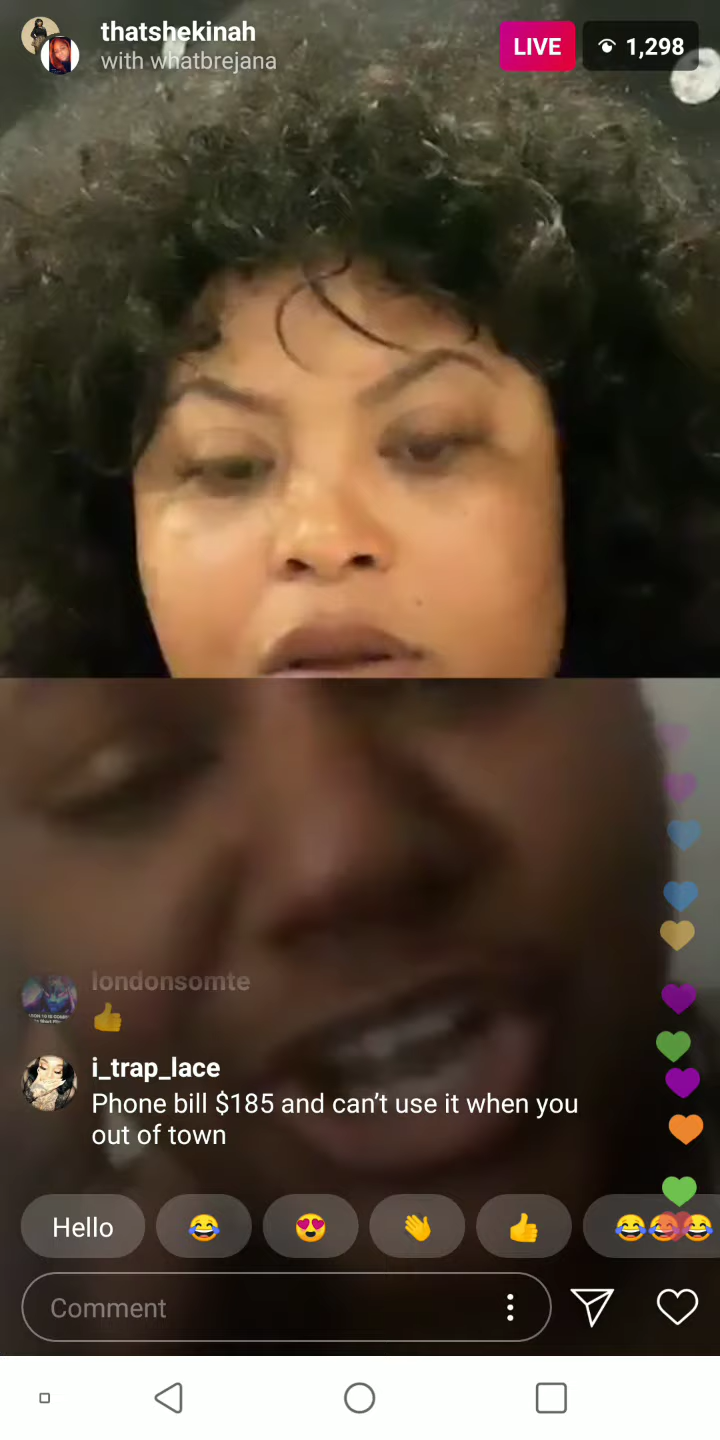 thatshekinah
with whatbrejana
LIVE
1,298
londonsomte
👍
i_trap_lace
Phone bill $185 and can't use it when you
out of town
Hello 😂 😍 👋 👍 😂😂😂
Comment